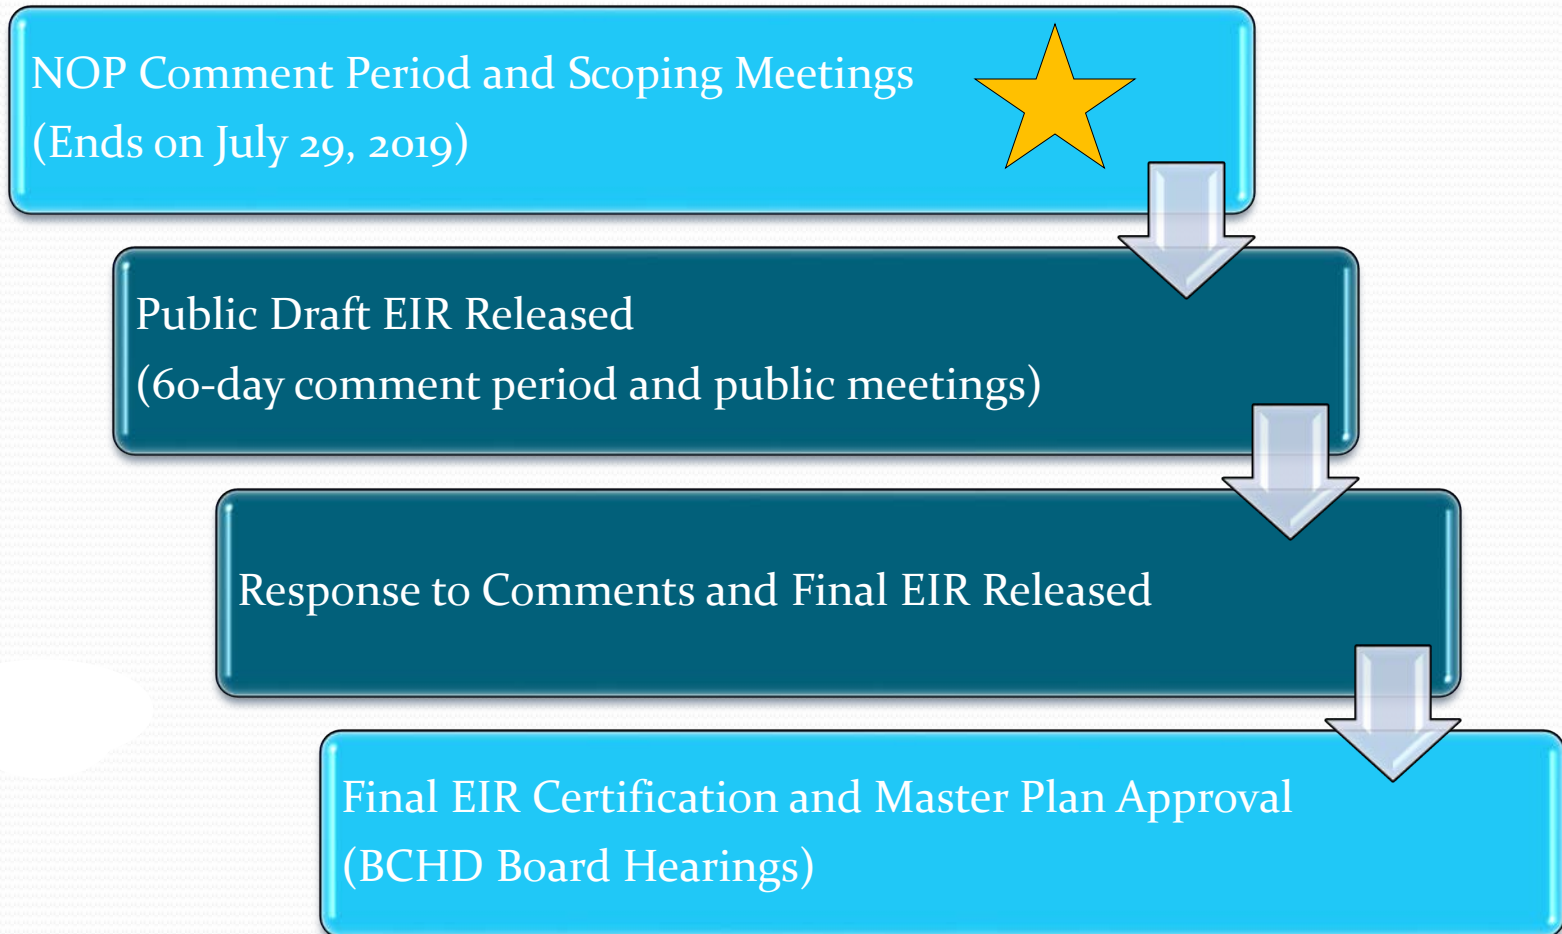 NOP Comment Period and Scoping Meetings
(Ends on July 29, 2019)
Public Draft EIR Released
(60-day comment period and public meetings)
Response to Comments and Final EIR Released
Final EIR Certification and Master Plan Approval
(BCHD Board Hearings)